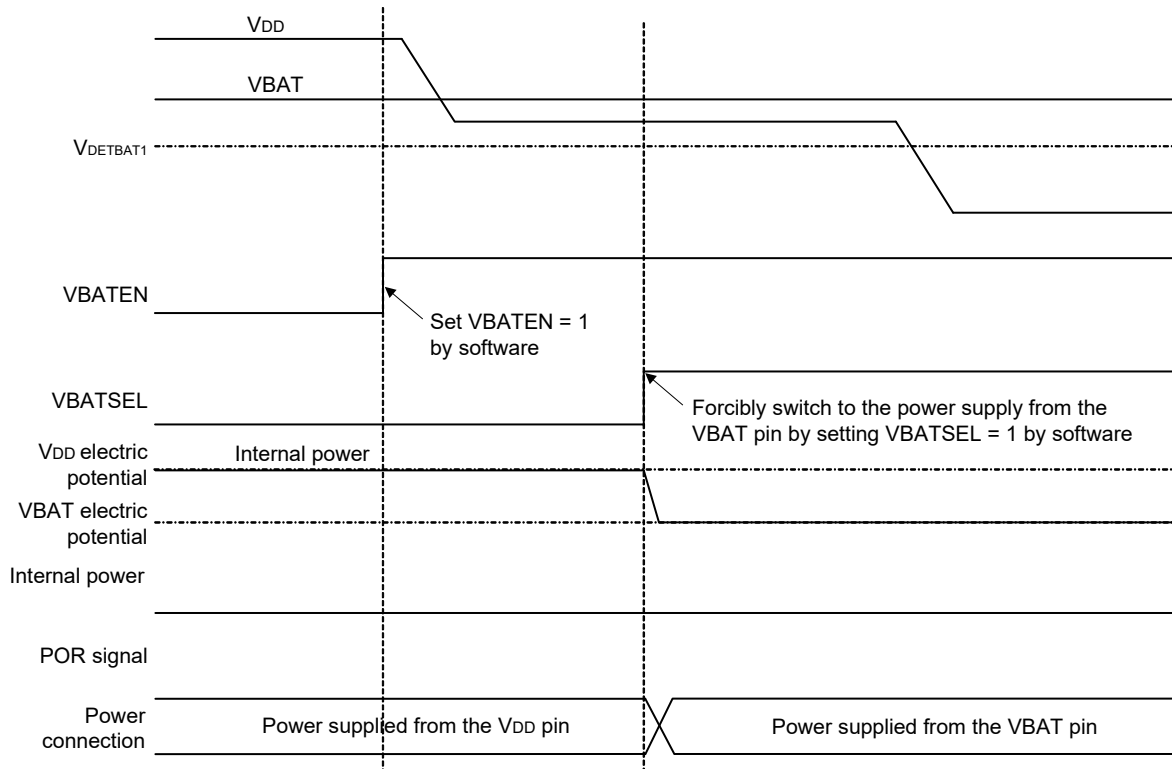 VDD
VBAT
VDETBAT1
VBATEN
Set VBATEN = 1
by software
VBATSEL
Forcibly switch to the power supply from the
VBAT pin by setting VBATSEL = 1 by software
VDD electric
potential
Internal power
VBAT electric
potential
Internal power
POR signal
Power
connection
Power supplied from the VDD pin
Power supplied from the VBAT pin